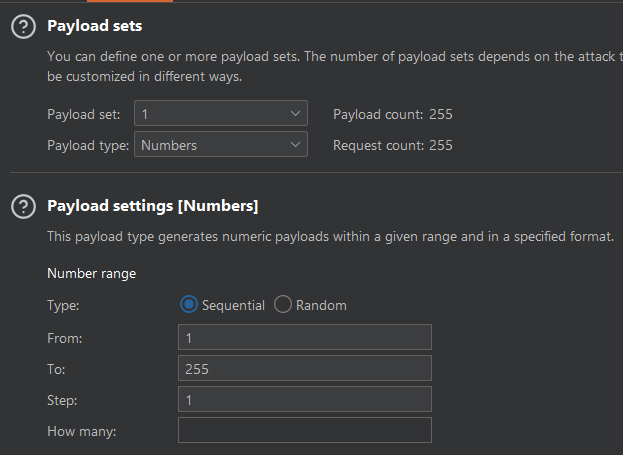 Payload sets
You can define one or more payload sets. The number of payload sets depends on the attack t
be customized in different ways.
Payload set: 1 Payload count: 255
Payload type: Numbers Request count: 255
Payload settings [Numbers]
This payload type generates numeric payloads within a given range and in a specified format.
Number range
Type: Sequential Random
From: 1
To: 255
Step: 1
How many: